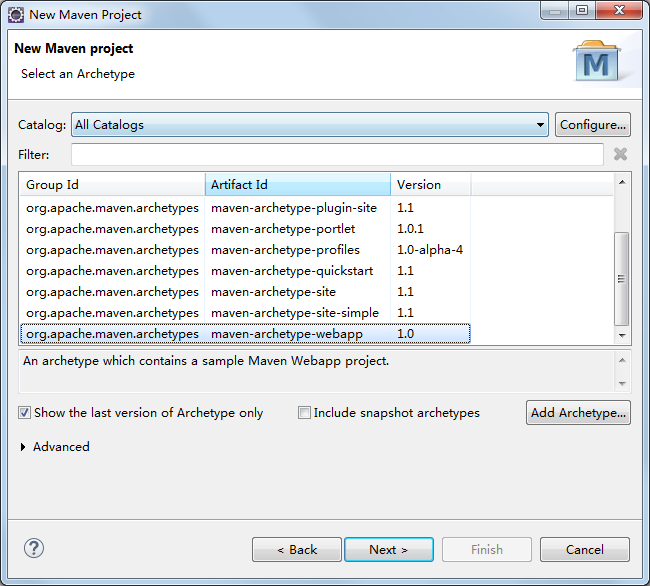 New Maven Project
New Maven project
Select an Archetype
M
Catalog: All Catalogs Configure...
Filter:
Group Id Artifact Id Version
org.apache.maven.archetypes maven-archetype-plugin-site 1.1
org.apache.maven.archetypes maven-archetype-portlet 1.0.1
org.apache.maven.archetypes maven-archetype-profiles 1.0-alpha-4
org.apache.maven.archetypes maven-archetype-quickstart 1.1
org.apache.maven.archetypes maven-archetype-site 1.1
org.apache.maven.archetypes maven-archetype-site-simple 1.1
org.apache.maven.archetypes maven-archetype-webapp 1.0
An archetype which contains a sample Maven Webapp project.
Show the last version of Archetype only Include snapshot archetypes Add Archetype...
Advanced
? < Back Next > Finish Cancel